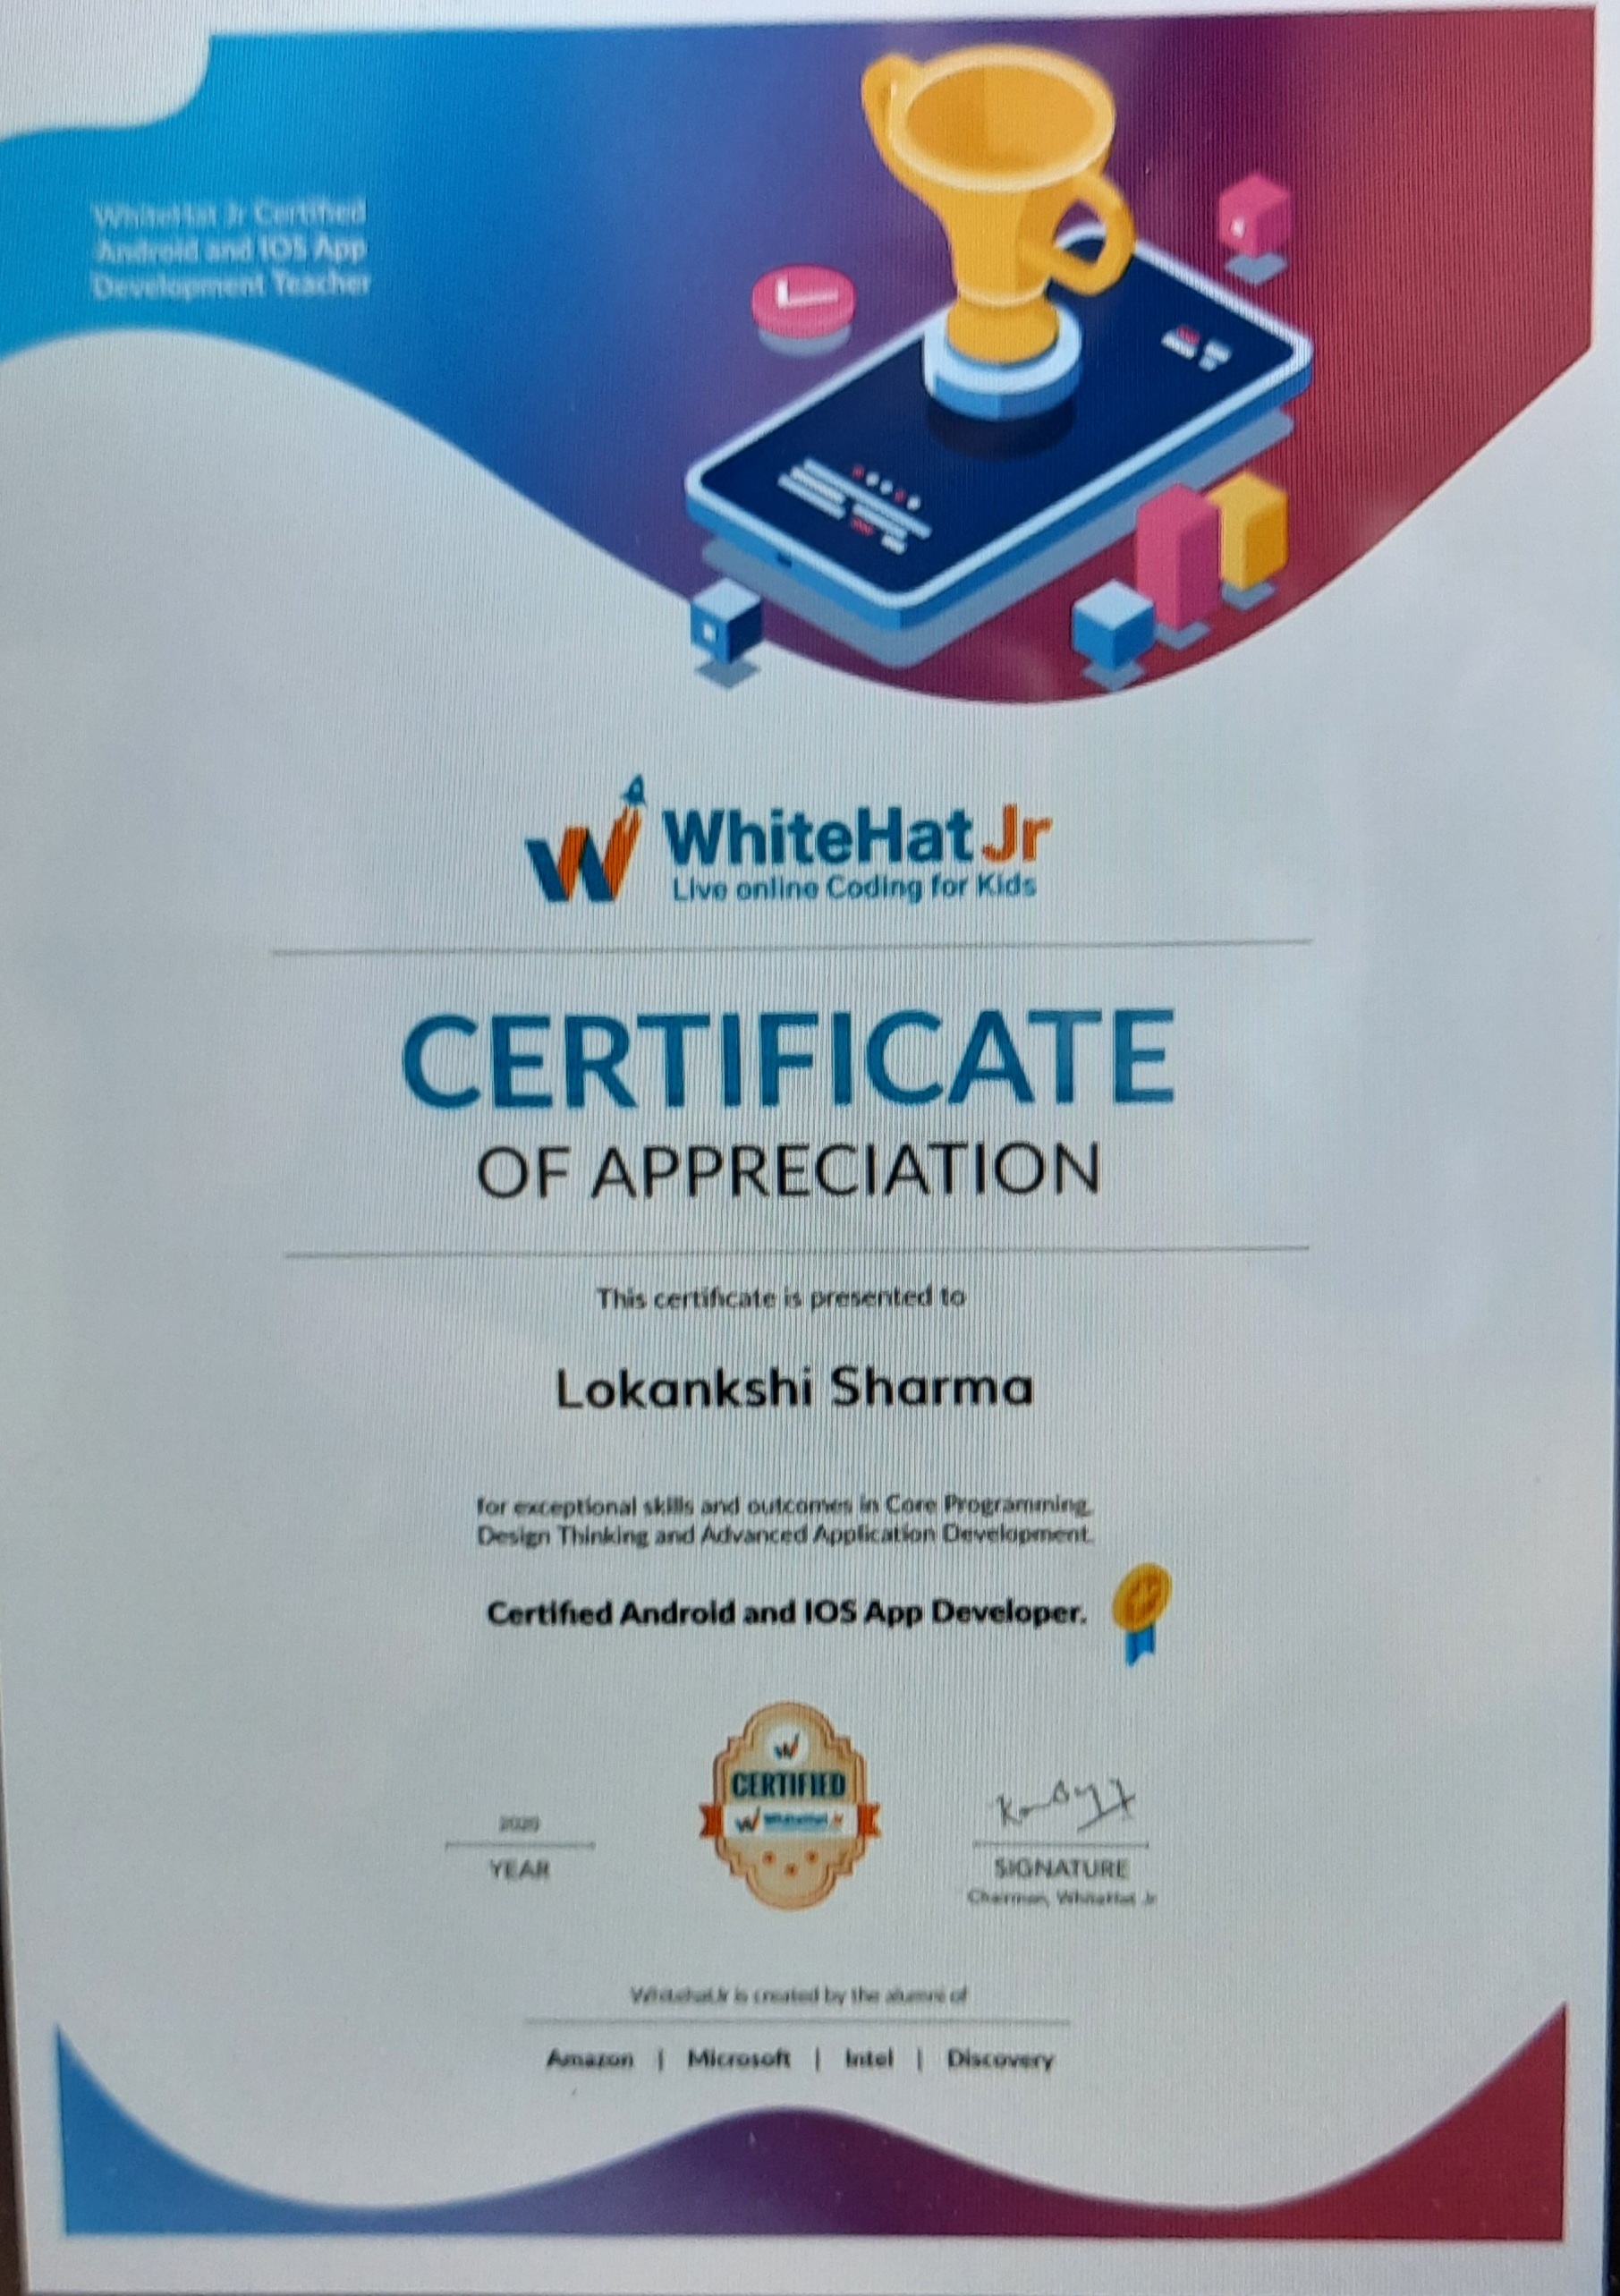 WhiteHat Jr Certified
Android and IOS App
Development Teacher
WhiteHat Jr
Live online Coding for Kids
CERTIFICATE
OF APPRECIATION
This certificate is presented to
Lokankshi Sharma
for exceptional skills and outcomes in Core Programming,
Design Thinking and Advanced Application Development.
Certified Android and IOS App Developer.
CERTIFIED
WhiteHat Jr
2020
YEAR
SIGNATURE
Chairman, WhiteHat Jr
WhitehatJr is created by the alumni of
Amazon | Microsoft | Intel | Discovery